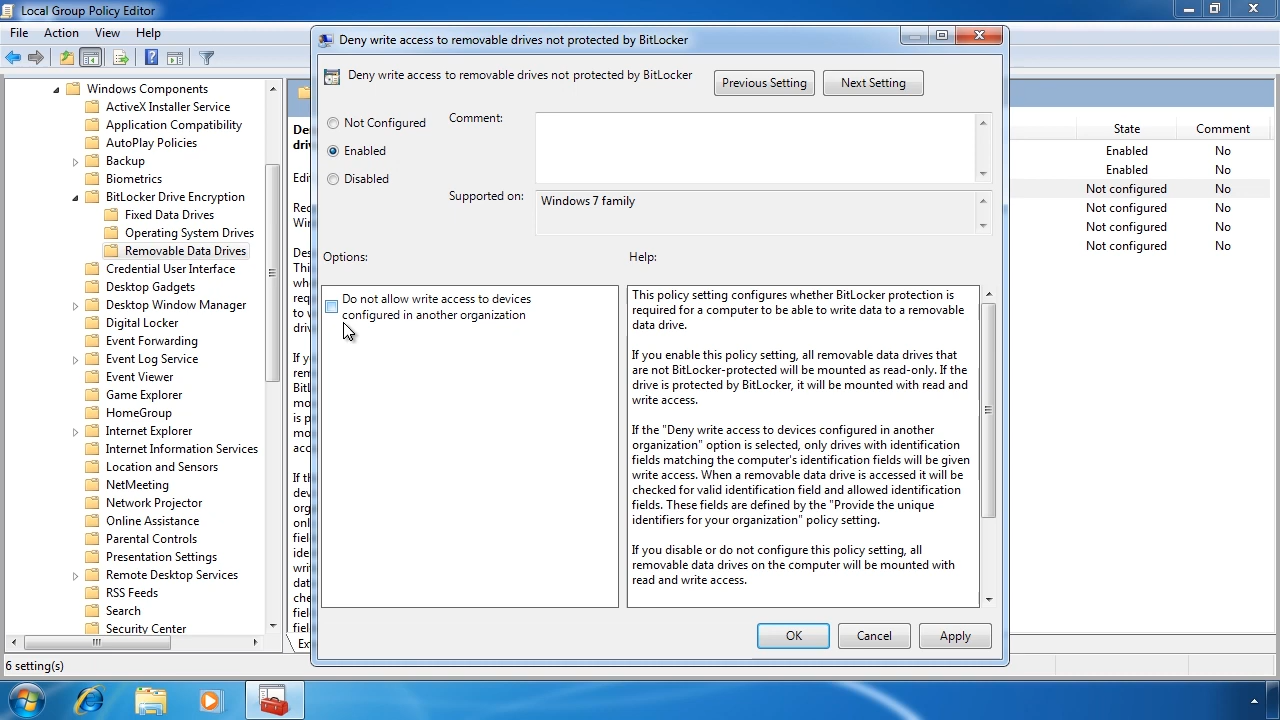 Local Group Policy Editor
File Action View Help
Windows Components
ActiveX Installer Service
Application Compatibility
AutoPlay Policies
Backup
Biometrics
BitLocker Drive Encryption
Fixed Data Drives
Operating System Drives
Removable Data Drives
Credential User Interface
Desktop Gadgets
Desktop Window Manager
Digital Locker
Event Forwarding
Event Log Service
Event Viewer
Game Explorer
HomeGroup
Internet Explorer
Internet Information Services
Location and Sensors
NetMeeting
Network Projector
Online Assistance
Parental Controls
Presentation Settings
Remote Desktop Services
RSS Feeds
Search
Security Center
6 setting(s)
Deny write access to removable drives not protected by BitLocker
Deny write access to removable drives not protected by BitLocker
Previous Setting
Next Setting
Not Configured
Enabled
Disabled
Comment:
Supported on:
Windows 7 family
Options:
Help:
Do not allow write access to devices
configured in another organization
This policy setting configures whether BitLocker protection is
required for a computer to be able to write data to a removable
data drive.
If you enable this policy setting, all removable data drives that
are not BitLocker-protected will be mounted as read-only. If the
drive is protected by BitLocker, it will be mounted with read and
write access.
If the "Deny write access to devices configured in another
organization" option is selected, only drives with identification
fields matching the computer's identification fields will be given
write access. When a removable data drive is accessed it will be
checked for valid identification field and allowed identification
fields. These fields are defined by the "Provide the unique
identifiers for your organization" policy setting.
If you disable or do not configure this policy setting, all
removable data drives on the computer will be mounted with
read and write access.
OK
Cancel
Apply
State Comment
Enabled No
Enabled No
Not configured No
Not configured No
Not configured No
Not configured No